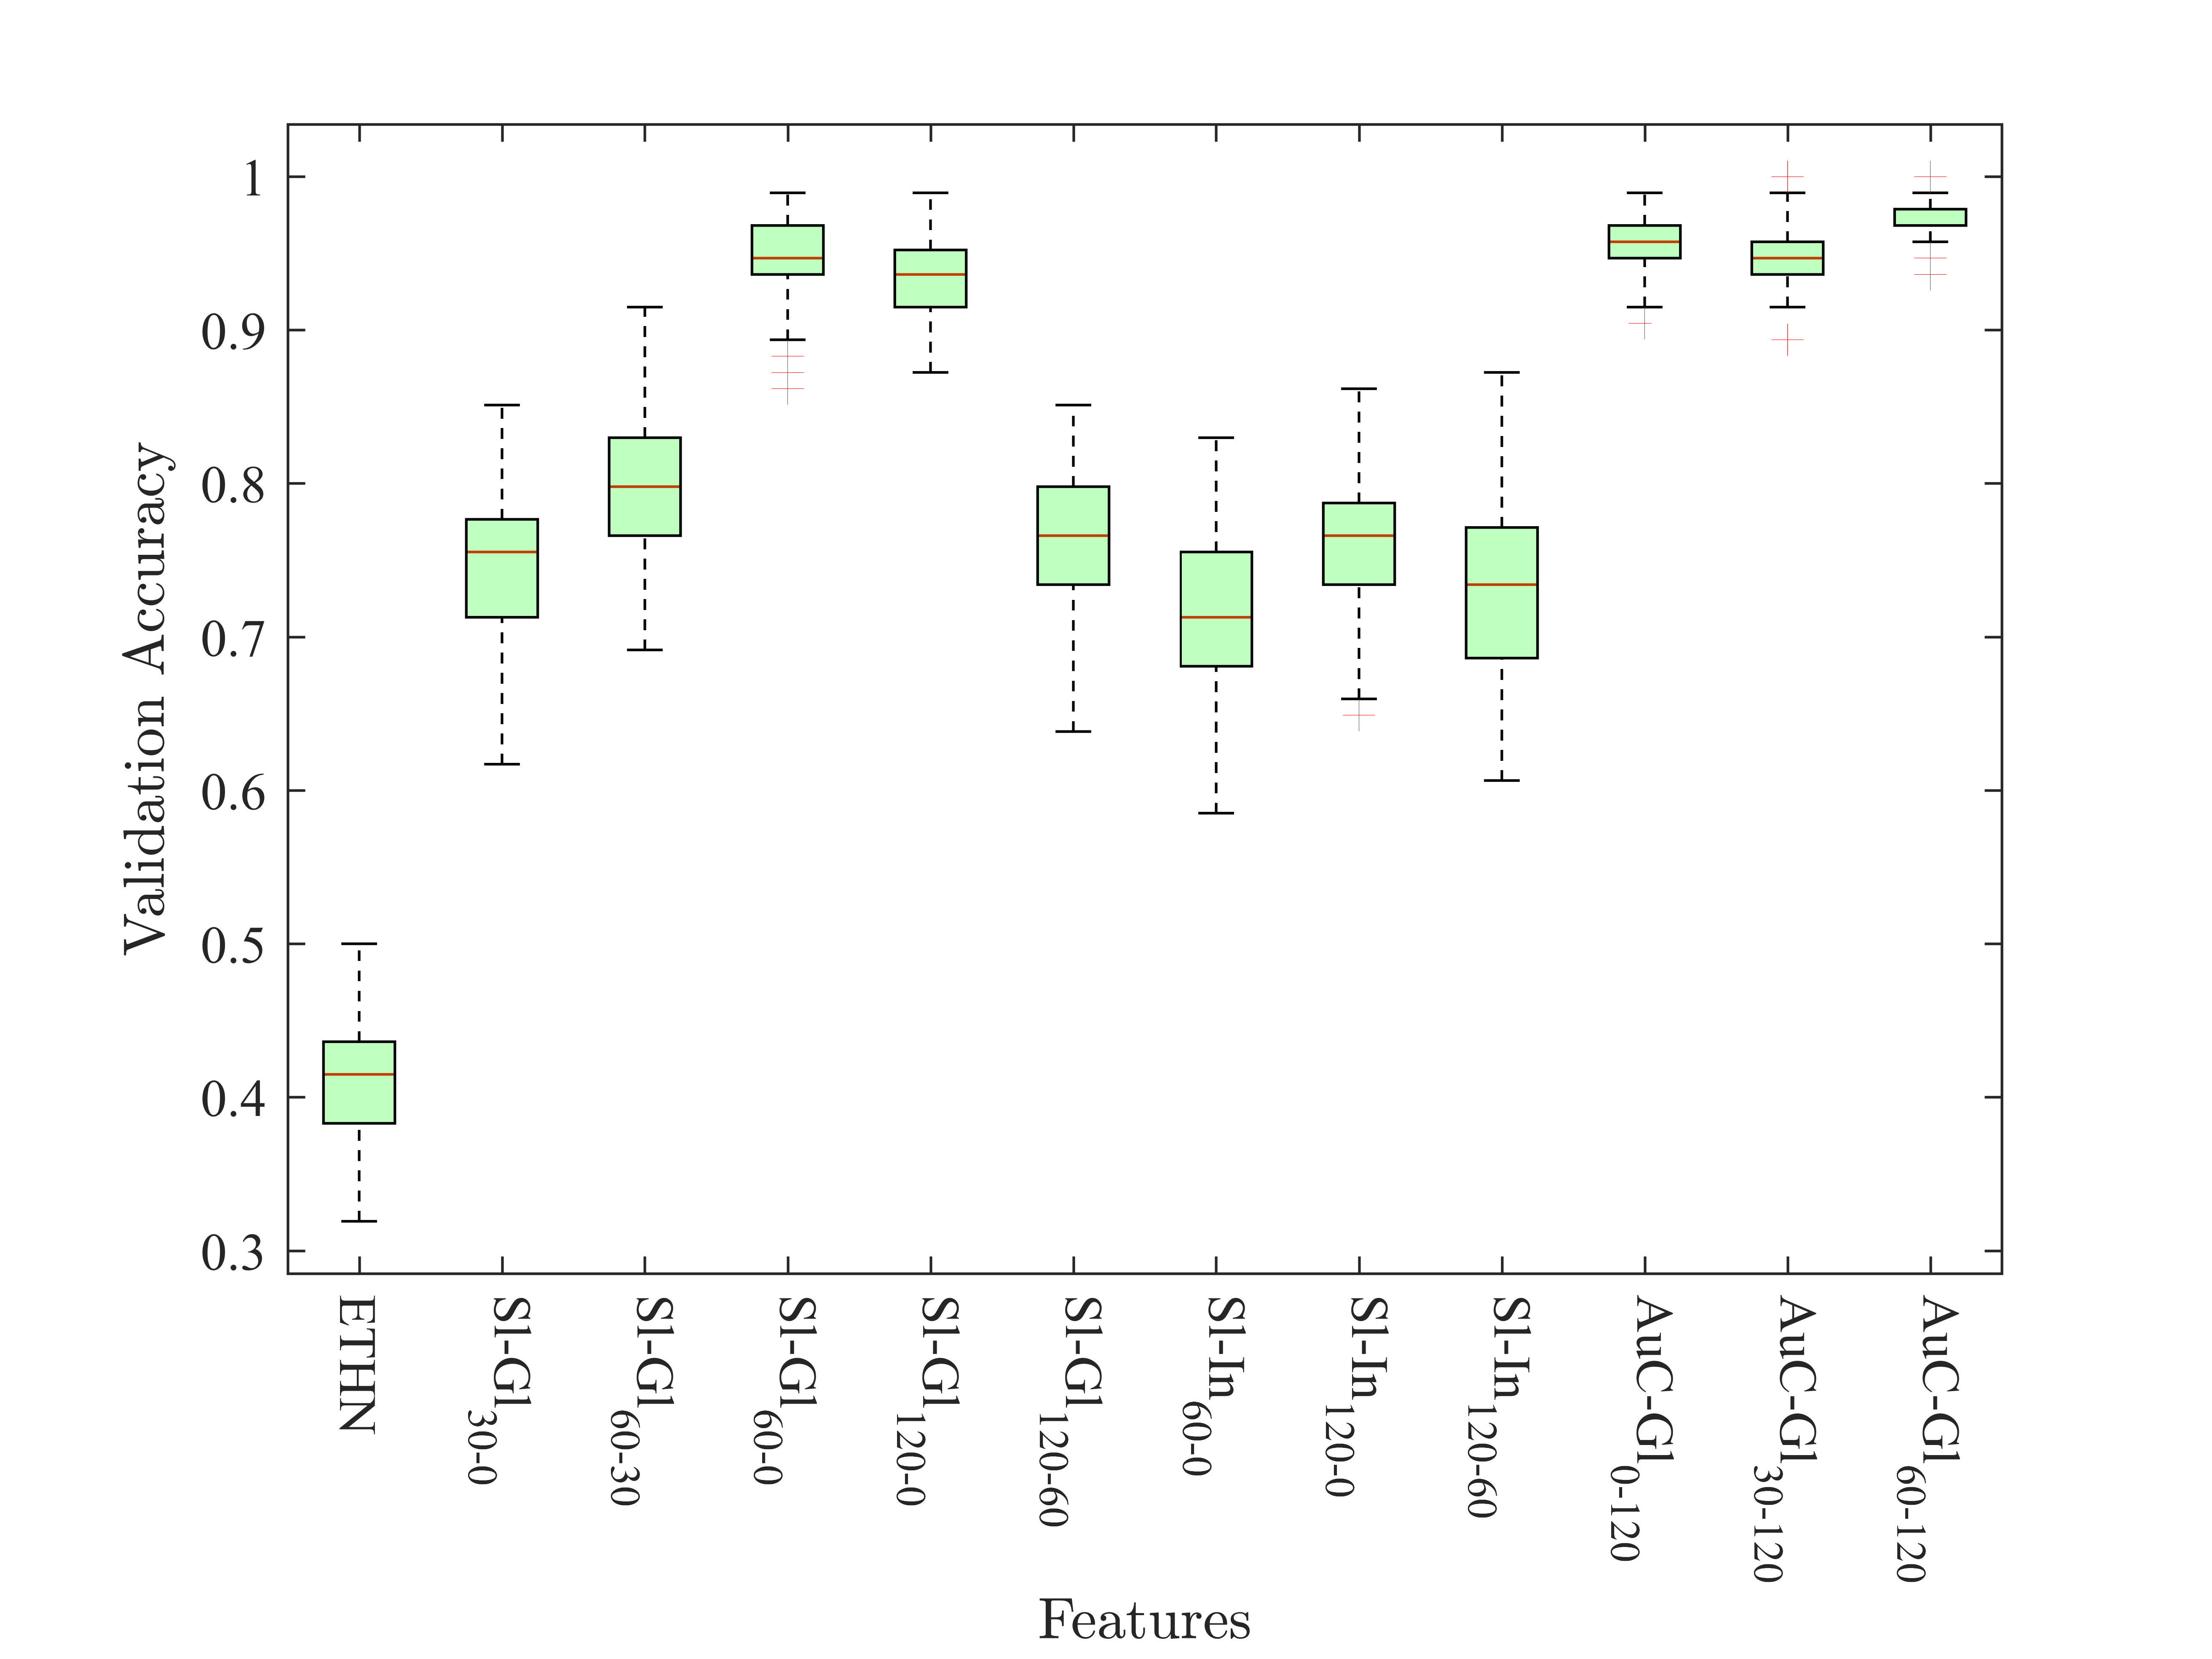 Validation Accuracy
1
0.9
0.8
0.7
0.6
0.5
0.4
0.3
ETHN
Sl-Gl30-0
Sl-Gl60-30
Sl-Gl60-0
Sl-Gl120-0
Sl-Gl120-60
Sl-In60-0
Sl-In120-0
Sl-In120-60
AuC-Gl0-120
AuC-Gl30-120
AuC-Gl60-120
Features